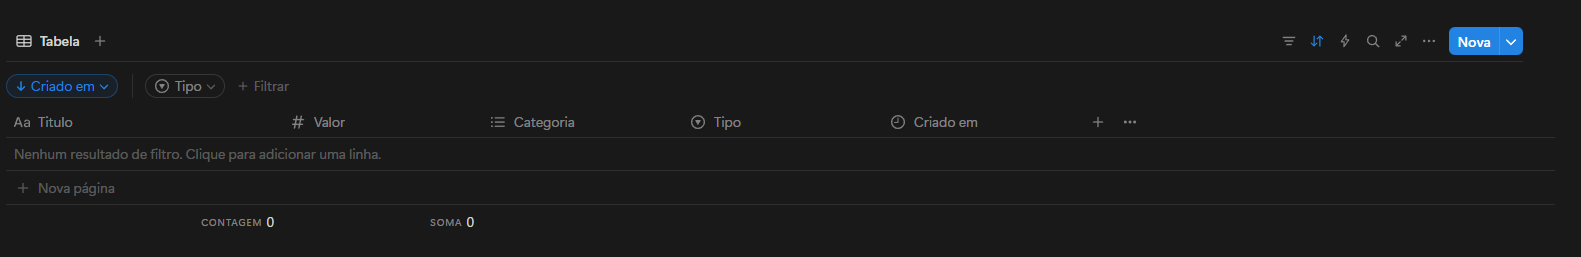 Tabela
Nova
Criado em Tipo Filtrar
Aa Título Valor Categoria Tipo Criado em
Nenhum resultado de filtro. Clique para adicionar uma linha.
Nova página
CONTAGEM 0 SOMA 0